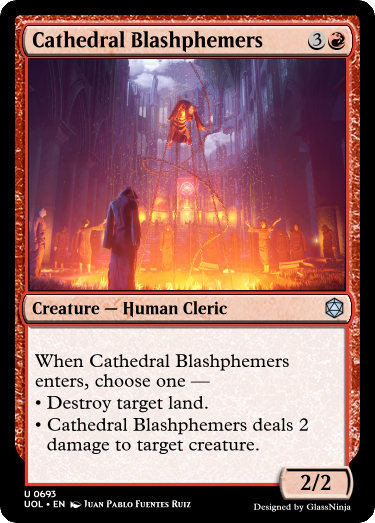 Cathedral Blashphemers 3
Creature — Human Cleric
When Cathedral Blashphemers
enters, choose one —
• Destroy target land.
• Cathedral Blashphemers deals 2
damage to target creature.
2/2
U 0693
UOL • EN Juan Pablo Fuentes Ruiz
Designed by GlassNinja